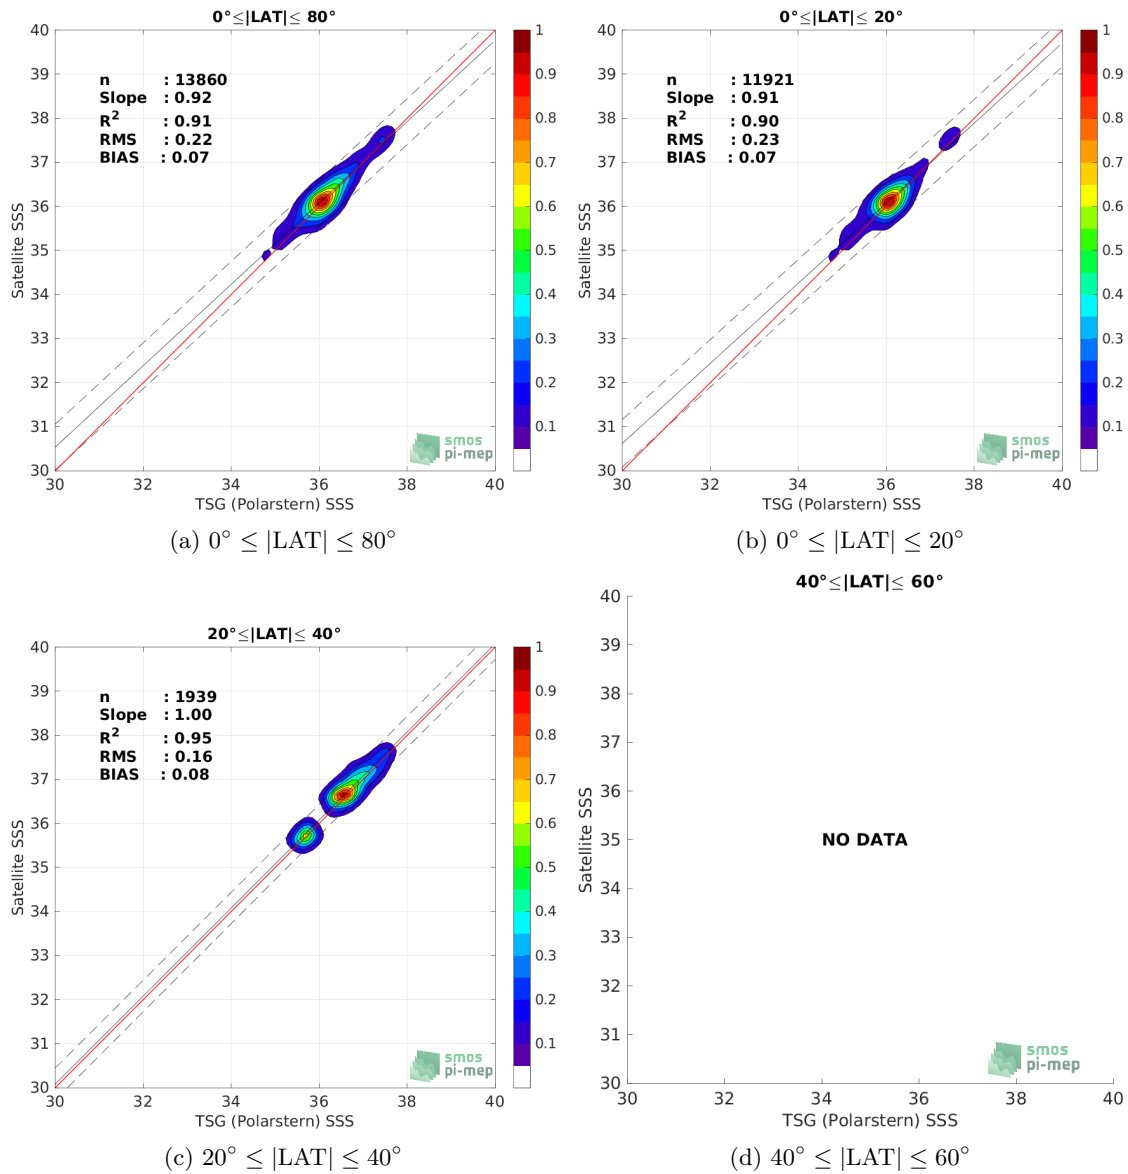 0°≤|LAT|≤ 80°
40
39
38
37
36
35
34
33
32
31
30
30
32
34
36
38
40
Satellite SSS
TSG (Polarstern) SSS
n : 13860
Slope : 0.92
R² : 0.91
RMS : 0.22
BIAS : 0.07
1
0.9
0.8
0.7
0.6
0.5
0.4
0.3
0.2
0.1
smos
pi-mep
(a) 0° ≤ |LAT| ≤ 80°
0°≤|LAT|≤ 20°
40
39
38
37
36
35
34
33
32
31
30
30
32
34
36
38
40
Satellite SSS
TSG (Polarstern) SSS
n : 11921
Slope : 0.91
R² : 0.90
RMS : 0.23
BIAS : 0.07
1
0.9
0.8
0.7
0.6
0.5
0.4
0.3
0.2
0.1
smos
pi-mep
(b) 0° ≤ |LAT| ≤ 20°
20°≤|LAT|≤ 40°
40
39
38
37
36
35
34
33
32
31
30
30
32
34
36
38
40
Satellite SSS
TSG (Polarstern) SSS
n : 1939
Slope : 1.00
R² : 0.95
RMS : 0.16
BIAS : 0.08
1
0.9
0.8
0.7
0.6
0.5
0.4
0.3
0.2
0.1
smos
pi-mep
(c) 20° ≤ |LAT| ≤ 40°
40°≤|LAT|≤ 60°
40
39
38
37
36
35
34
33
32
31
30
30
32
34
36
38
40
Satellite SSS
TSG (Polarstern) SSS
NO DATA
smos
pi-mep
(d) 40° ≤ |LAT| ≤ 60°